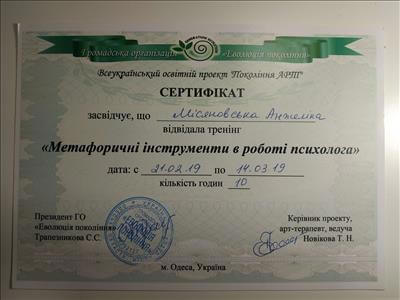 Громадська організація «Еволюція поколінь»
Всеукраїнський освітній проект "Покоління АРТ"
СЕРТИФІКАТ
засвідчує, що Місяновська Анжеліка
відвідала тренінг
«Метафоричні інструменти в роботі психолога»
дата: с 21.02.19 по 14.03.19
кількість годин 10
Президент ГО
«Еволюція поколінь»
Трапезникова С.С.
Керівник проекту,
арт-терапевт, ведуча
Новікова Т. Н.
м. Одеса, Україна